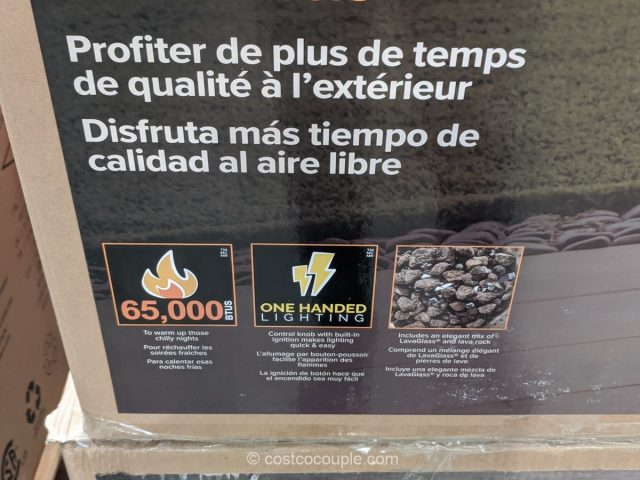 Profiter de plus de temps
de qualité à l'extérieur
Disfruta más tiempo de
calidad al aire libre
65,000 BTUS
To warm up those
chilly nights
Pour réchauffer les
soirées fraîches
Para calentar esas
noches frías
TM
MC
MR
ONE HANDED
LIGHTING
Control knob with built-in
ignition makes lighting
quick & easy
L'allumage par bouton-poussoir
facilite l'apparition des
flammes
La ignición de botón hace que
el encendido sea muy fácil
Includes an elegant mix of
LavaGlass® and lava rock
Comprend un mélange élégant
de LavaGlass® et de
pierres de lave
Incluye una elegante mezcla de
LavaGlass® y roca de lava
© costcocouple.com